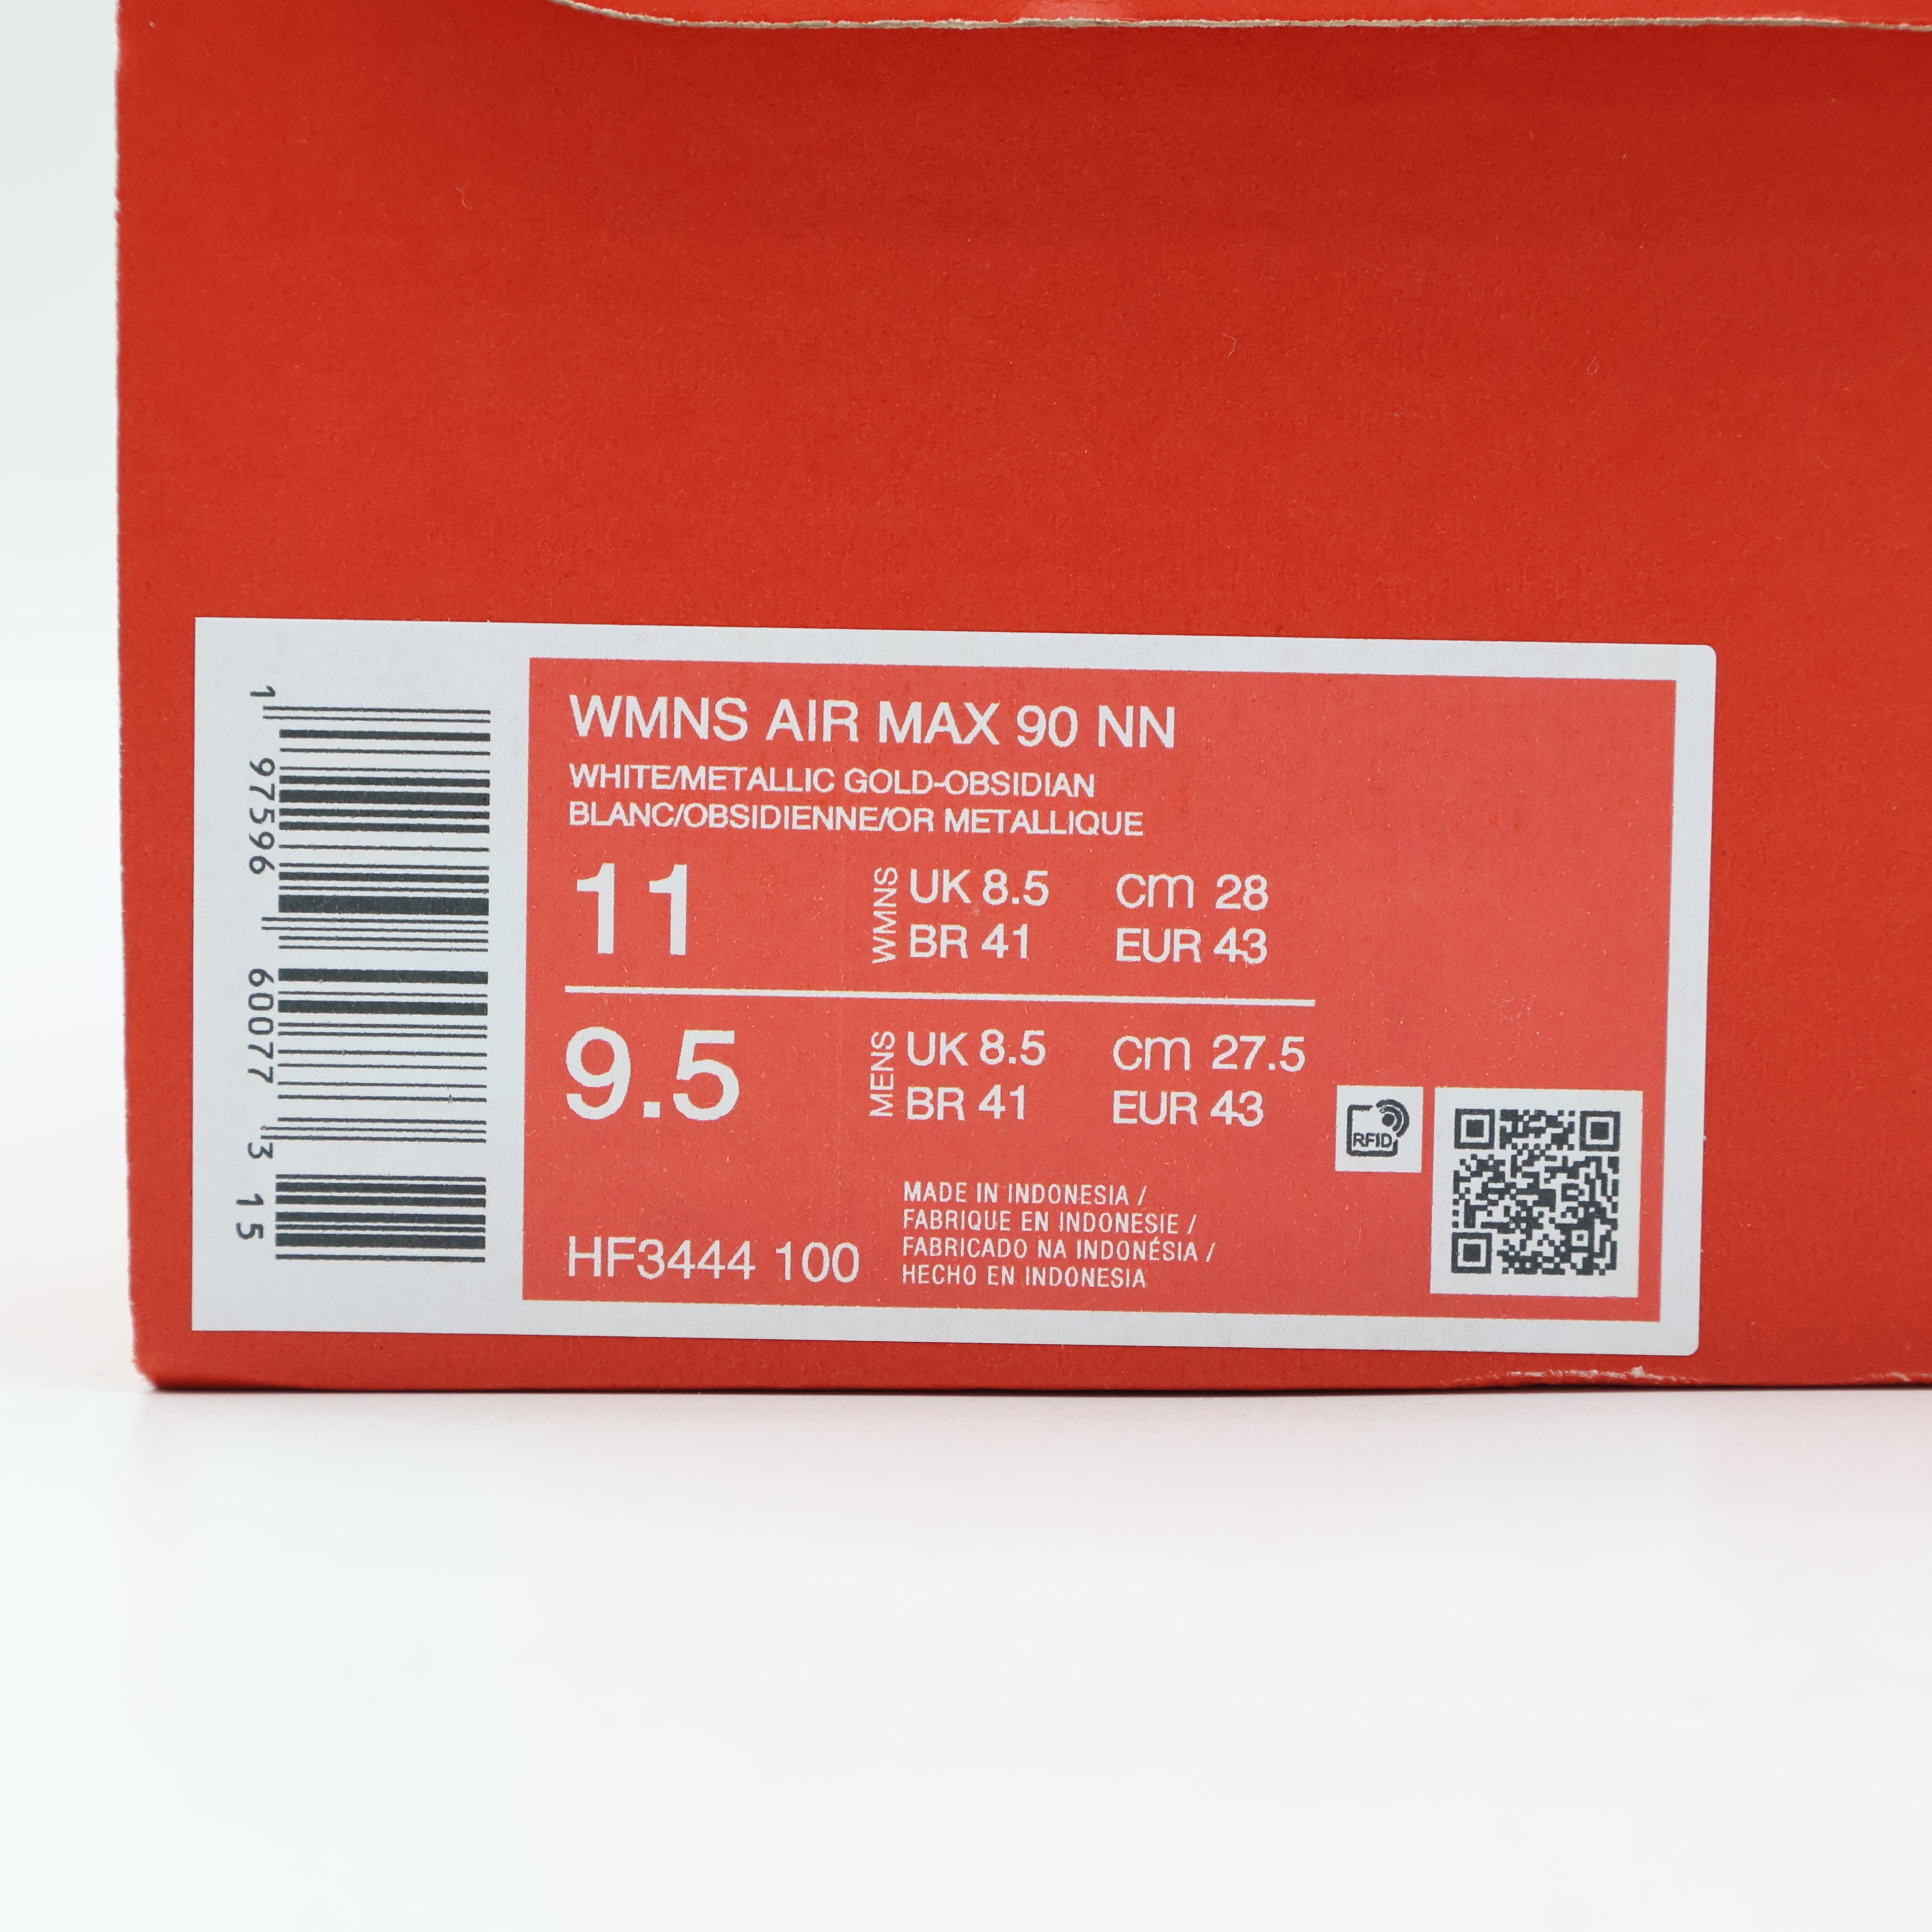 1 97596 60077 3 15
WMNS AIR MAX 90 NN
WHITE/METALLIC GOLD-OBSIDIAN
BLANC/OBSIDIENNE/OR METALLIQUE
11
WMNS
UK 8.5 cm 28
BR 41 EUR 43
9.5
MENS
UK 8.5 cm 27.5
BR 41 EUR 43
HF3444 100
MADE IN INDONESIA /
FABRIQUE EN INDONESIE /
FABRICADO NA INDONÉSIA /
HECHO EN INDONESIA
RFID